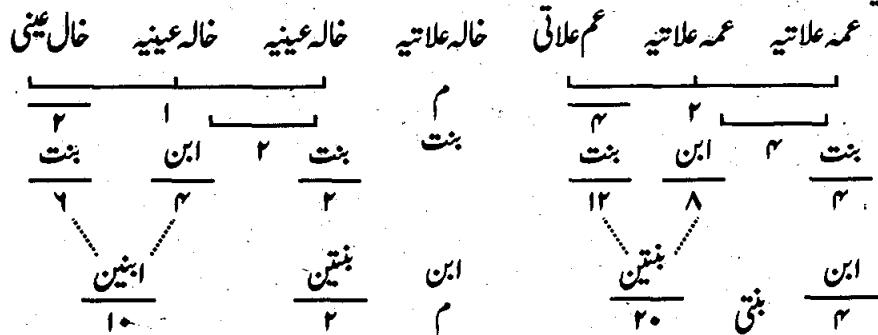 عمہ علاتیہ عمہ علاتیہ عم علاتی خالہ علاتیہ خالہ عینیہ خالہ عینیہ خال عینی
۲ ۴ م ۱ ۲
۴ بنت ۲
بنت ابن بنت بنت ابن بنت
۴ ۸ ۱۲ ۲ ۴ ۶
ابن بنتی بنتین ابن بنتین ابنین
۴ ۲۰ م ۲ ۱۰